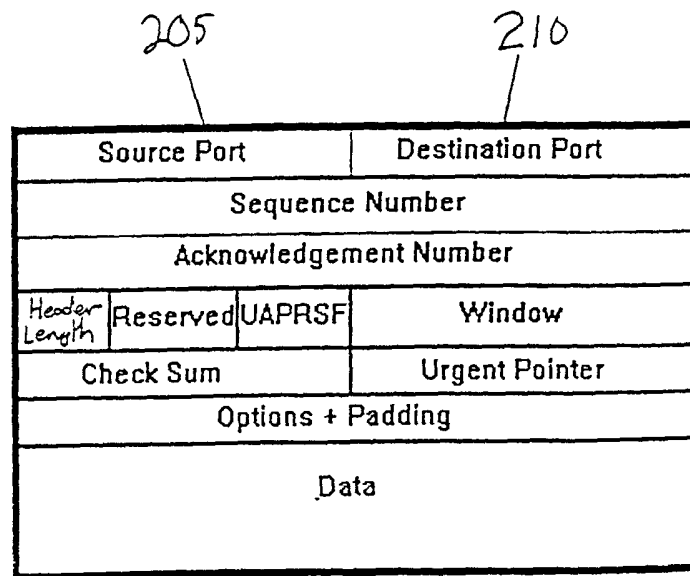 205 210
Source Port Destination Port
Sequence Number
Acknowledgement Number
Header Length Reserved UAPRSF Window
Check Sum Urgent Pointer
Options + Padding
Data